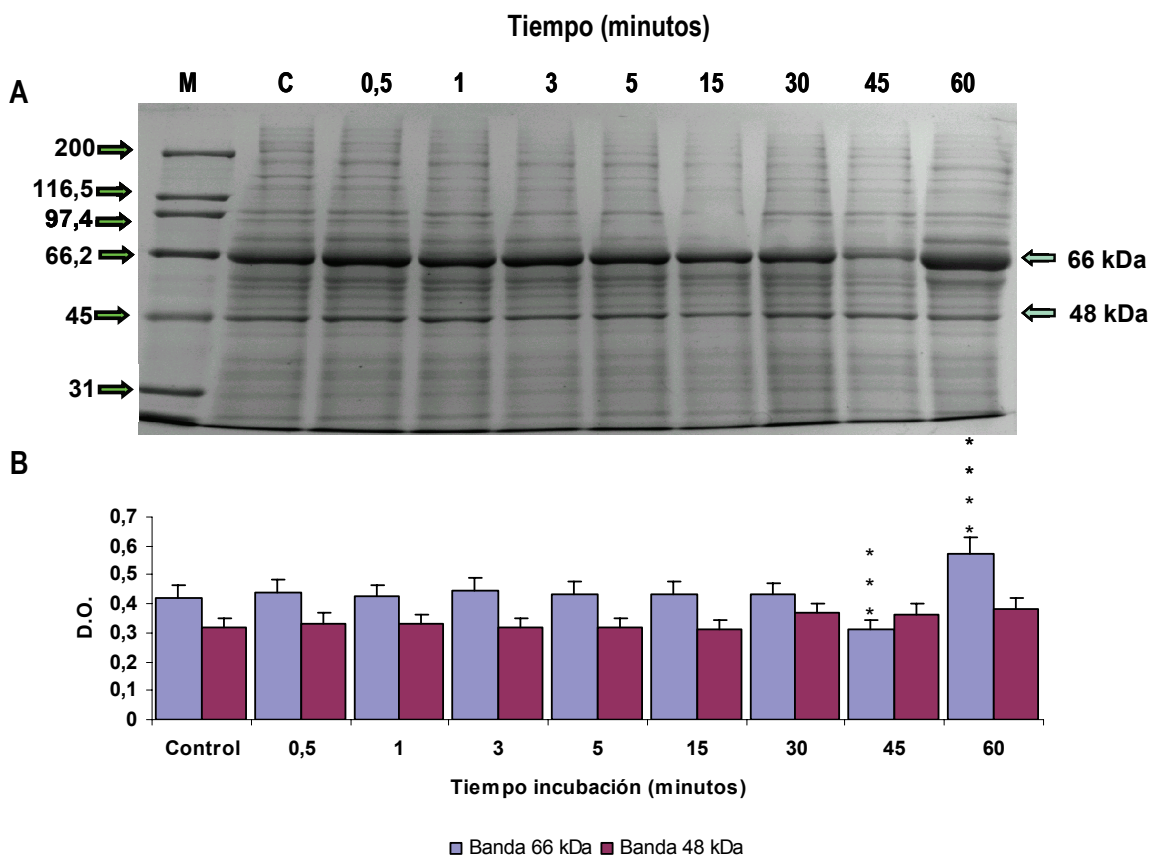 Tiempo (minutos)
A
M C 0,5 1 3 5 15 30 45 60
200
116,5
97,4
66,2
45
31
66 kDa
48 kDa
B
* * * *
* * *
0,7
0,6
0,5
0,4
0,3
0,2
0,1
0
D.O.
Control 0,5 1 3 5 15 30 45 60
Tiempo incubación (minutos)
Banda 66 kDa Banda 48 kDa